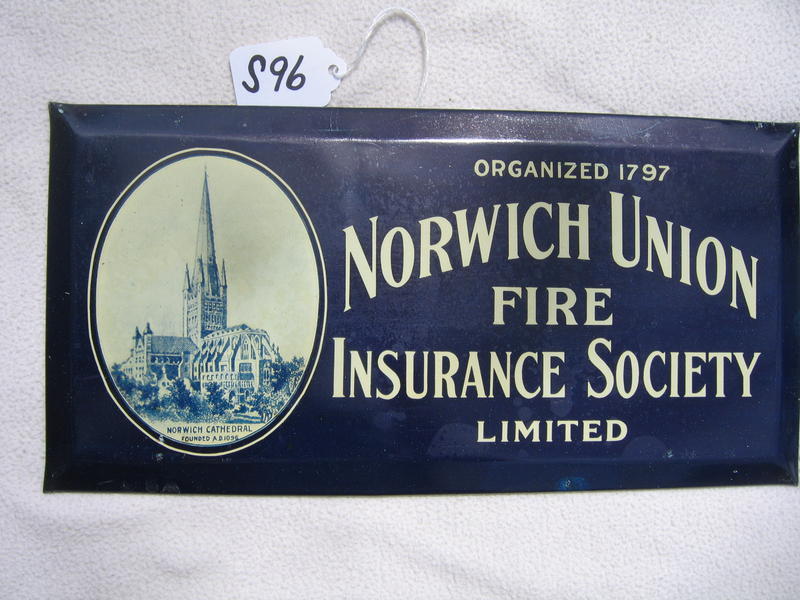 S96
ORGANIZED 1797
NORWICH UNION
FIRE
INSURANCE SOCIETY
LIMITED
NORWICH CATHEDRAL
FOUNDED A.D. 1096